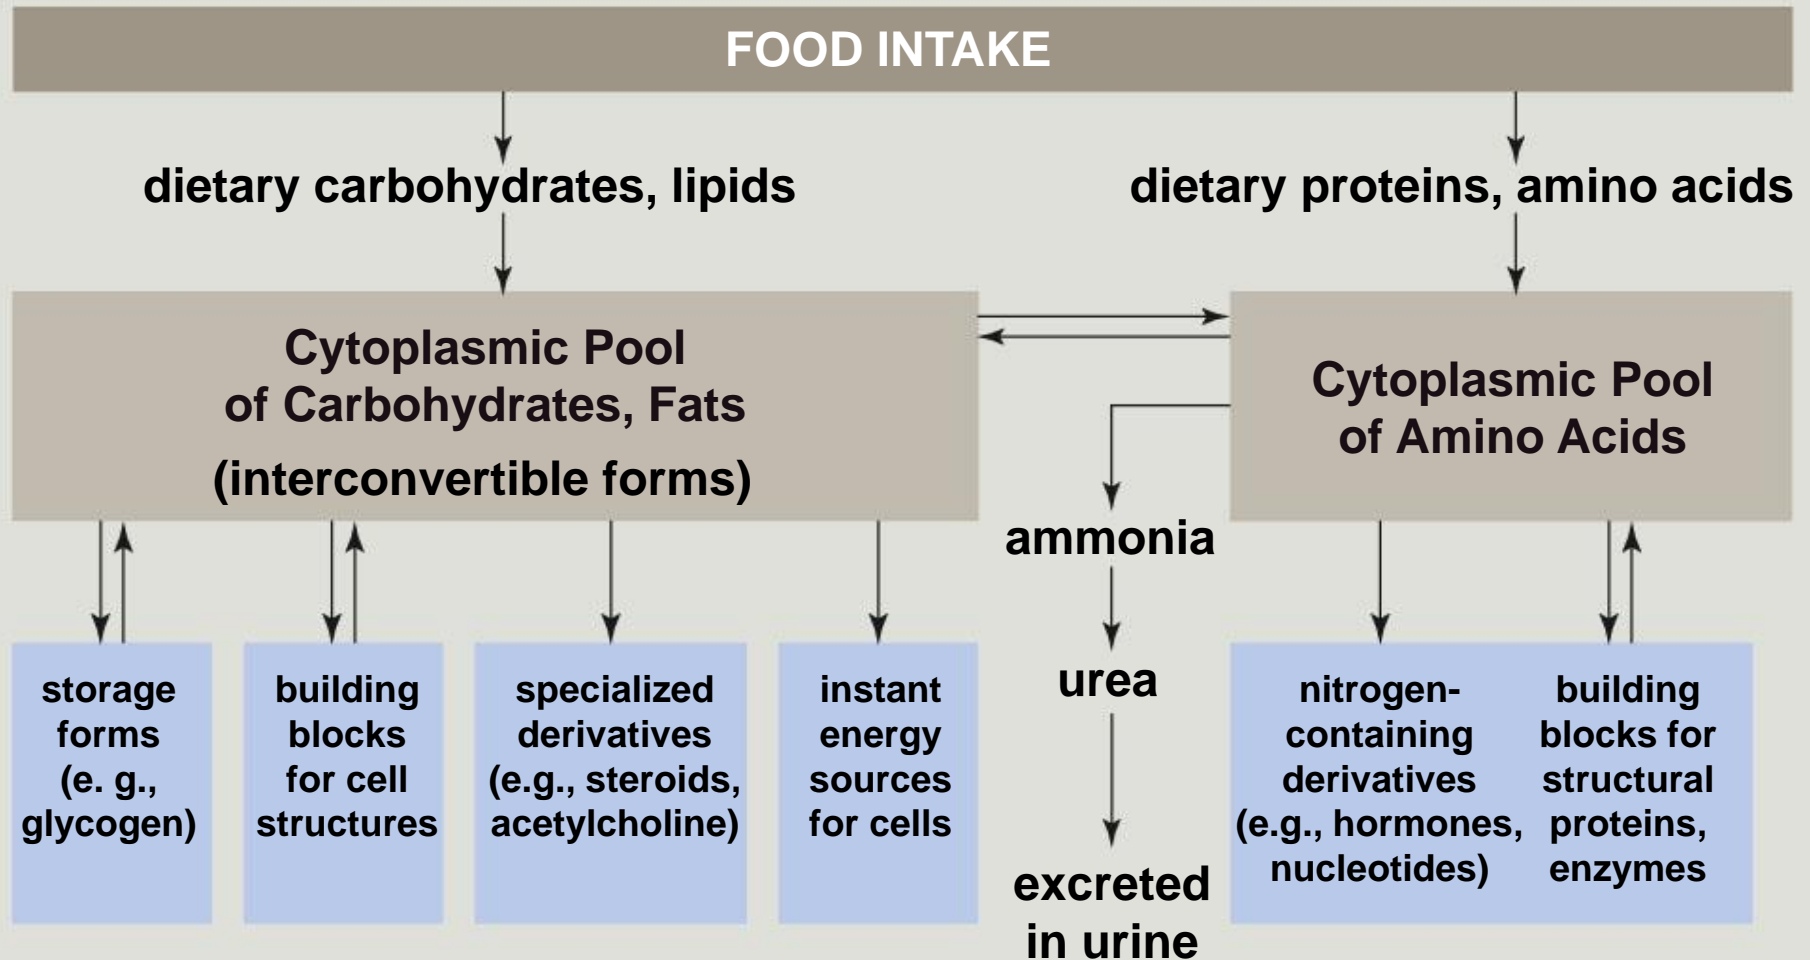 FOOD INTAKE
dietary carbohydrates, lipids
dietary proteins, amino acids
Cytoplasmic Pool
of Carbohydrates, Fats
(interconvertible forms)
Cytoplasmic Pool
of Amino Acids
ammonia
urea
excreted
in urine
storage
forms
(e. g.,
glycogen)
building
blocks
for cell
structures
specialized
derivatives
(e.g., steroids,
acetylcholine)
instant
energy
sources
for cells
nitrogen-
containing
derivatives
(e.g., hormones,
nucleotides)
building
blocks for
structural
proteins,
enzymes